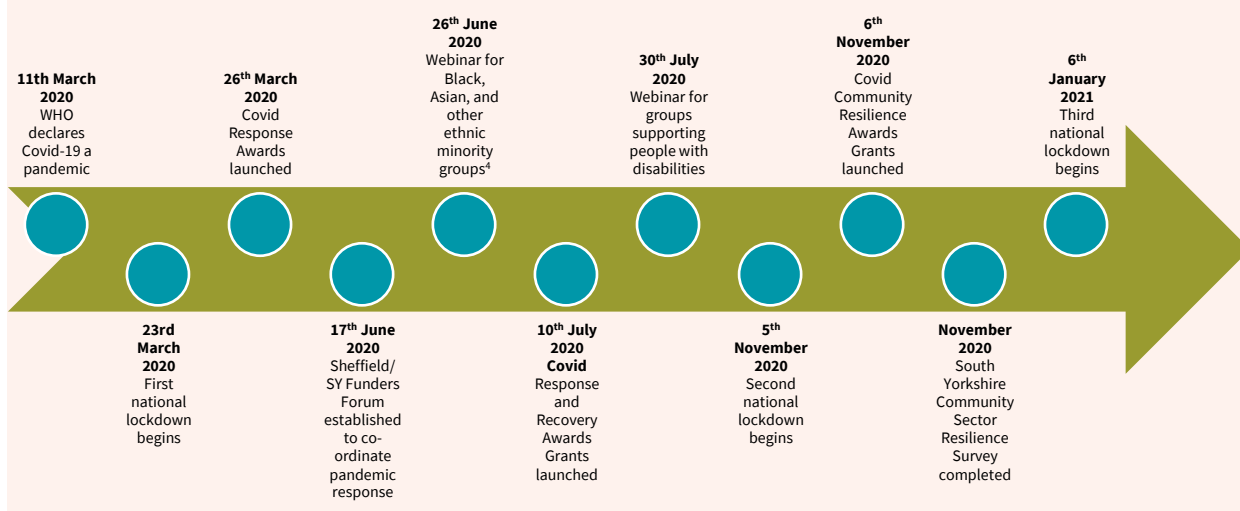 11th March
2020
WHO
declares
Covid-19 a
pandemic
23rd
March
2020
First
national
lockdown
begins
26th March
2020
Covid
Response
Awards
launched
17th June
2020
Sheffield/
SY Funders
Forum
established
to co-
ordinate
pandemic
response
26th June
2020
Webinar for
Black,
Asian, and
other
ethnic
minority
groups4
10th July
2020
Covid
Response
and
Recovery
Awards
Grants
launched
30th July
2020
Webinar for
groups
supporting
people with
disabilities
5th
November
2020
Second
national
lockdown
begins
6th
November
2020
Covid
Community
Resilience
Awards
Grants
launched
November
2020
South
Yorkshire
Community
Sector
Resilience
Survey
completed
6th
January
2021
Third
national
lockdown
begins